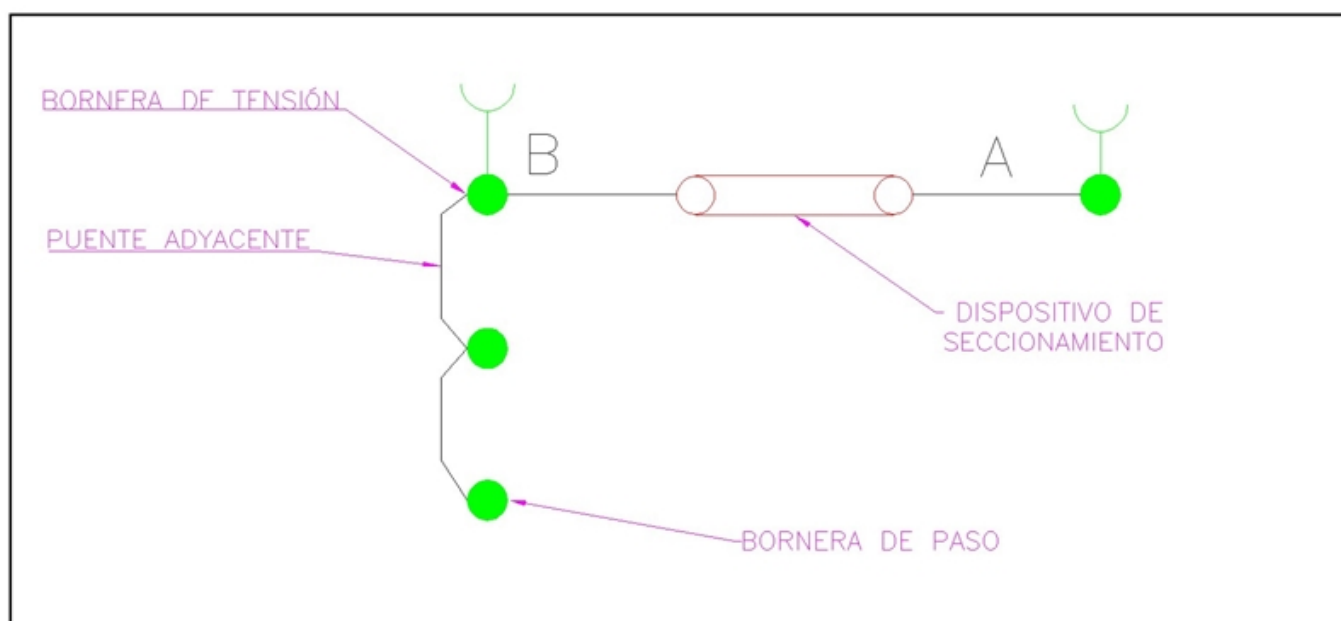 BORNERA DE TENSIÓN
B
A
PUENTE ADYACENTE
DISPOSITIVO DE
SECCIONAMIENTO
BORNERA DE PASO